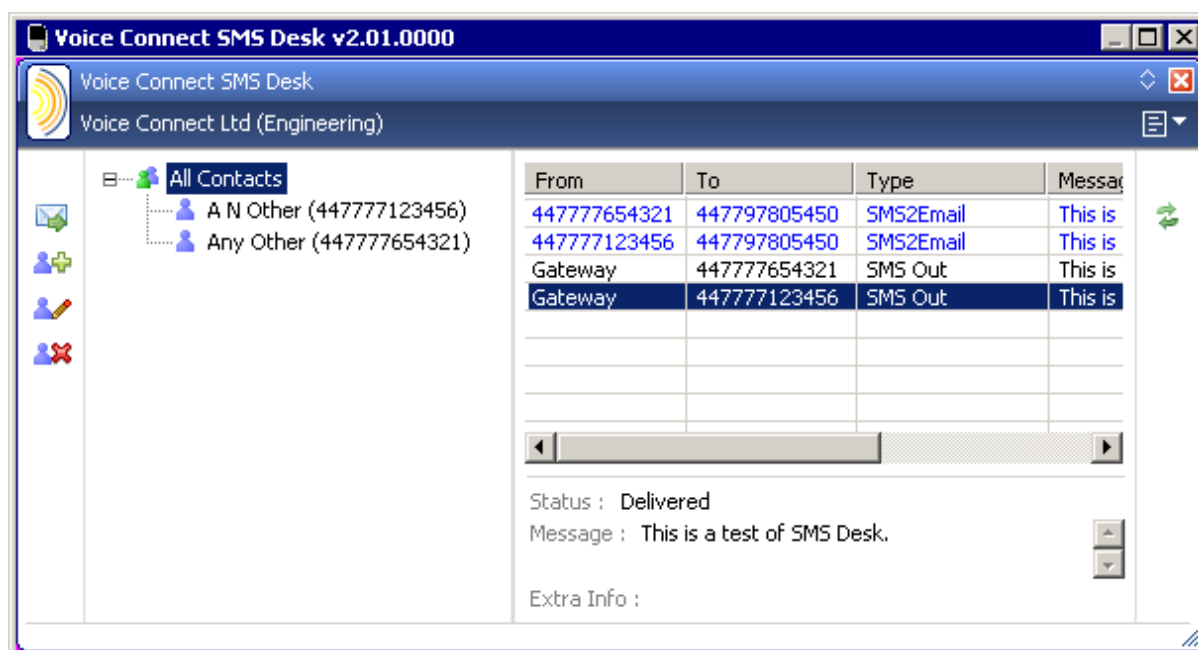 Voice Connect SMS Desk v2.01.0000
Voice Connect SMS Desk
Voice Connect Ltd (Engineering)
All Contacts
A N Other (447777123456)
Any Other (447777654321)
From To Type Messag
447777654321 447797805450 SMS2Email This is
447777123456 447797805450 SMS2Email This is
Gateway 447777654321 SMS Out This is
Gateway 447777123456 SMS Out This is
Status : Delivered
Message : This is a test of SMS Desk.
Extra Info :